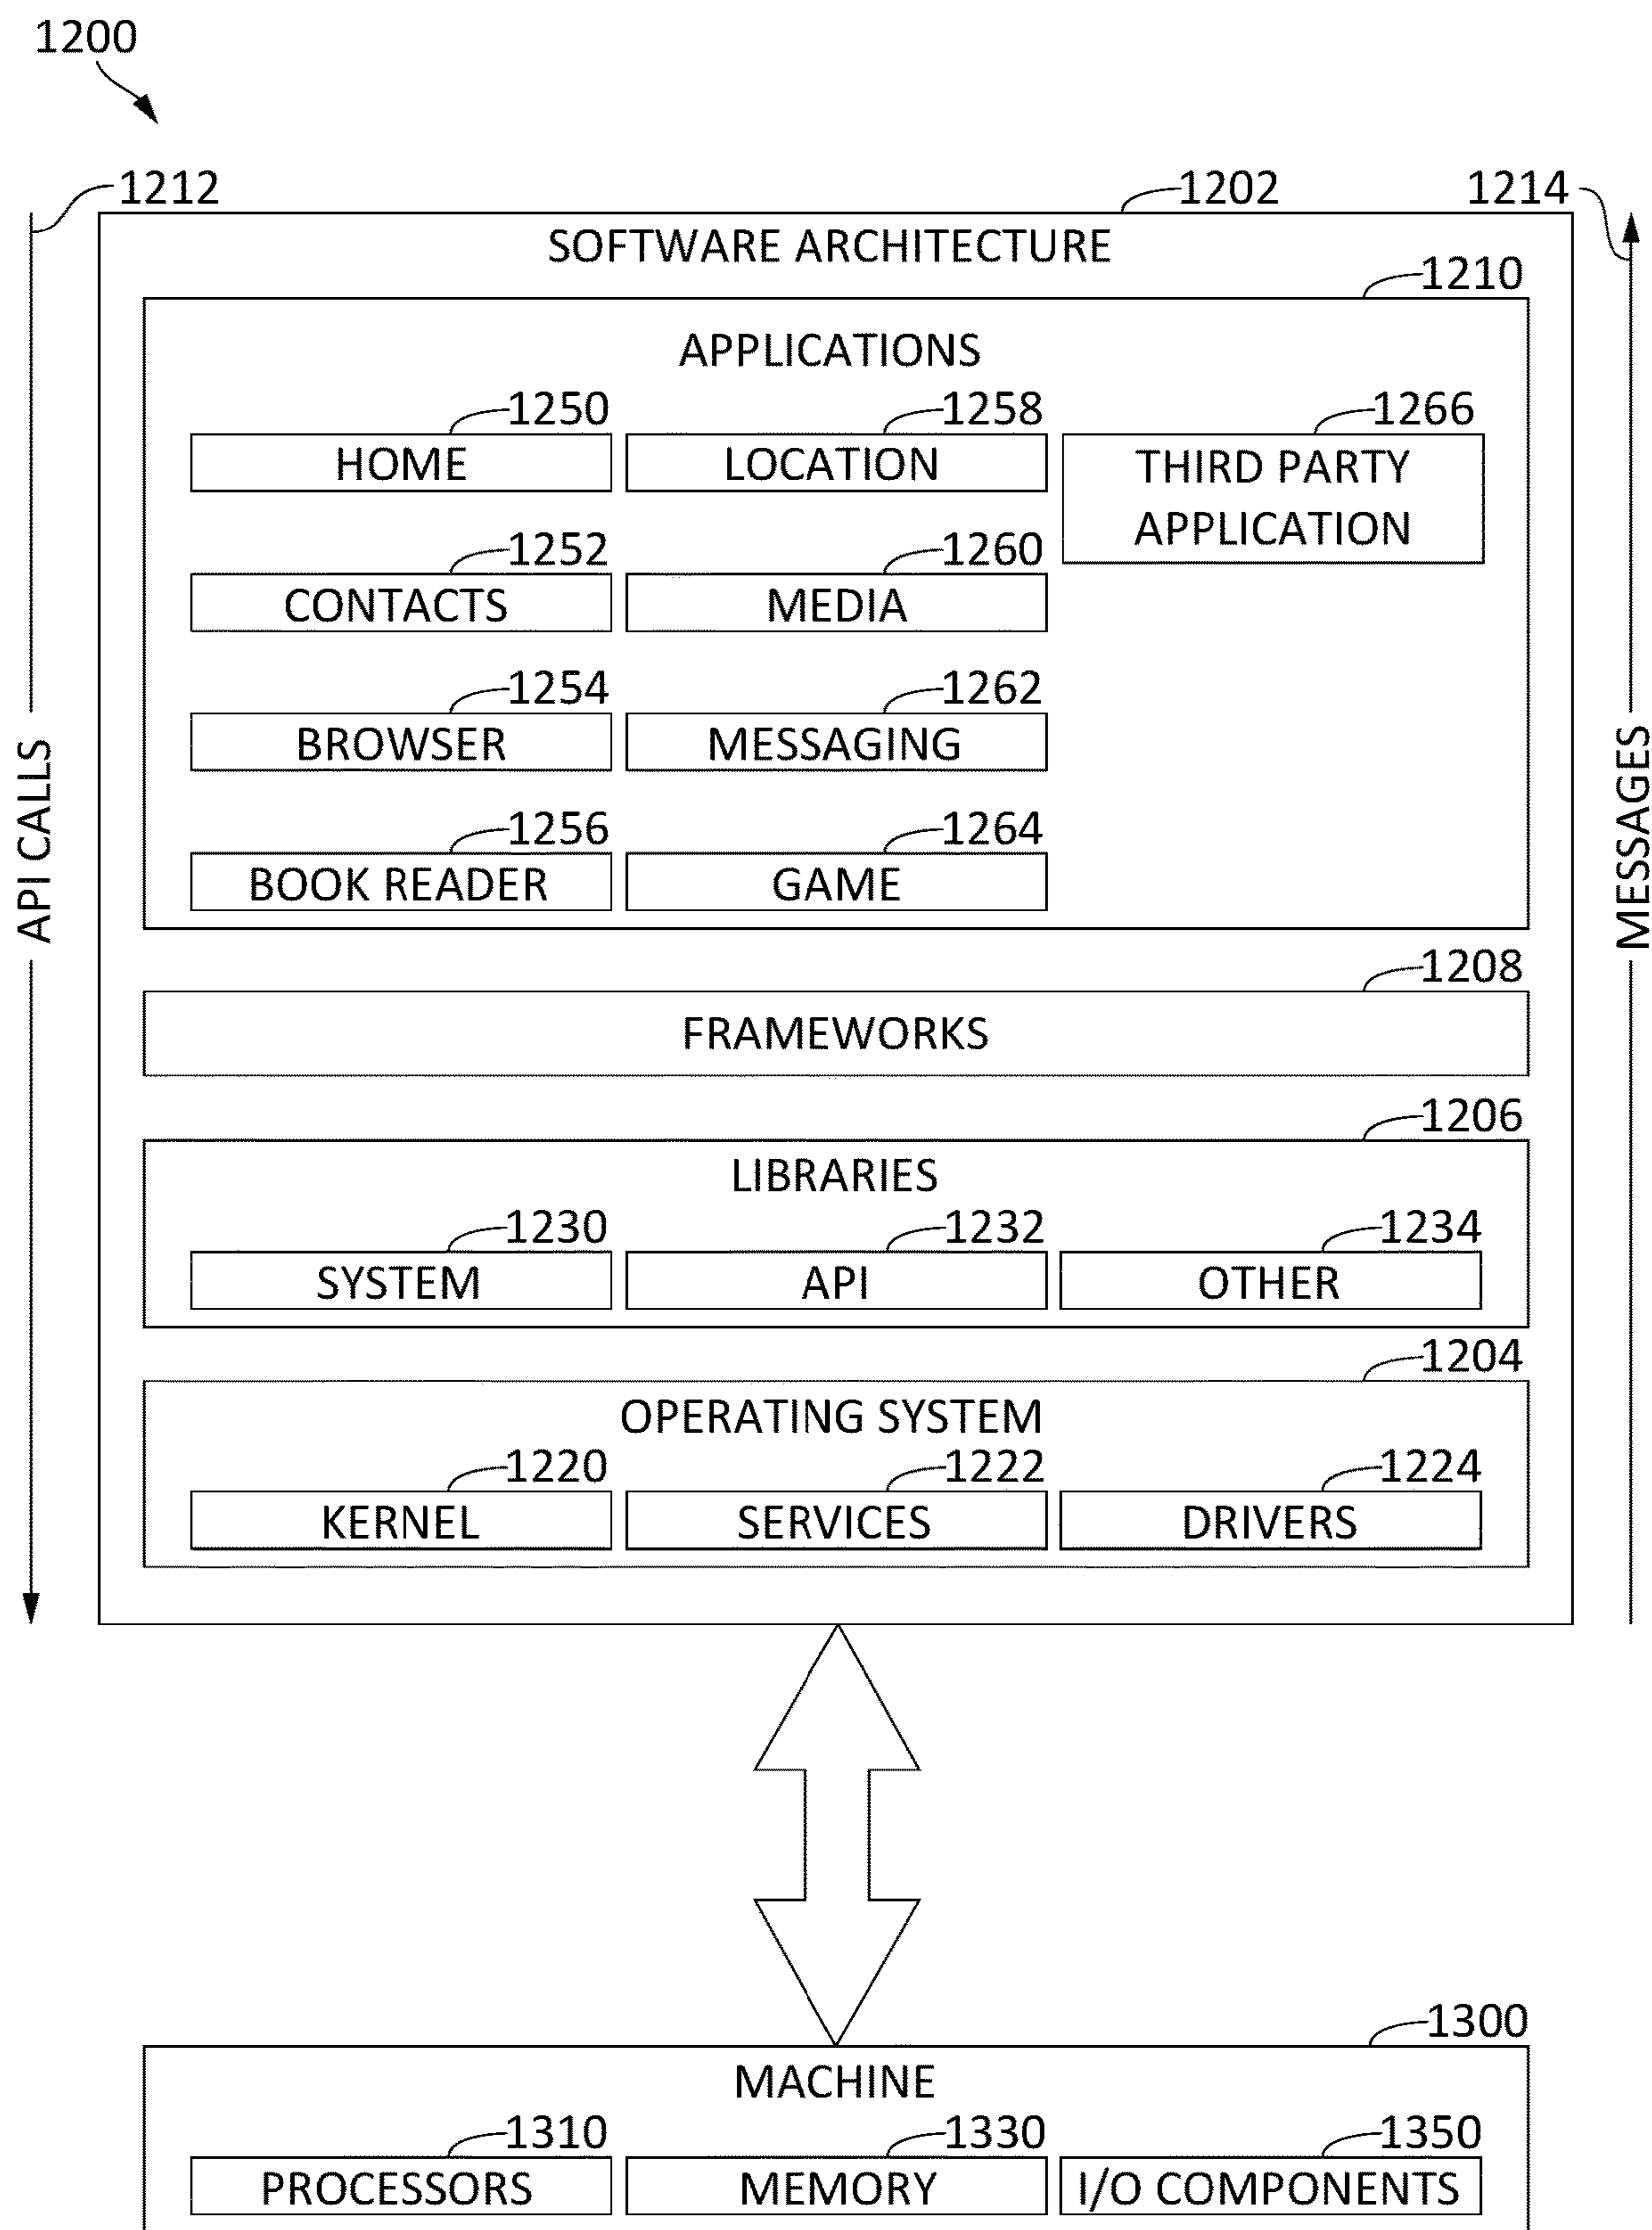 1200
1212
1202
1214
SOFTWARE ARCHITECTURE
1210
APPLICATIONS
1250
1258
1266
HOME
LOCATION
THIRD PARTY
APPLICATION
1252
1260
CONTACTS
MEDIA
1254
1262
BROWSER
MESSAGING
1256
1264
BOOK READER
GAME
API CALLS
MESSAGES
1208
FRAMEWORKS
1206
LIBRARIES
1230
1232
1234
SYSTEM
API
OTHER
1204
OPERATING SYSTEM
1220
1222
1224
KERNEL
SERVICES
DRIVERS
1300
MACHINE
1310
1330
1350
PROCESSORS
MEMORY
I/O COMPONENTS